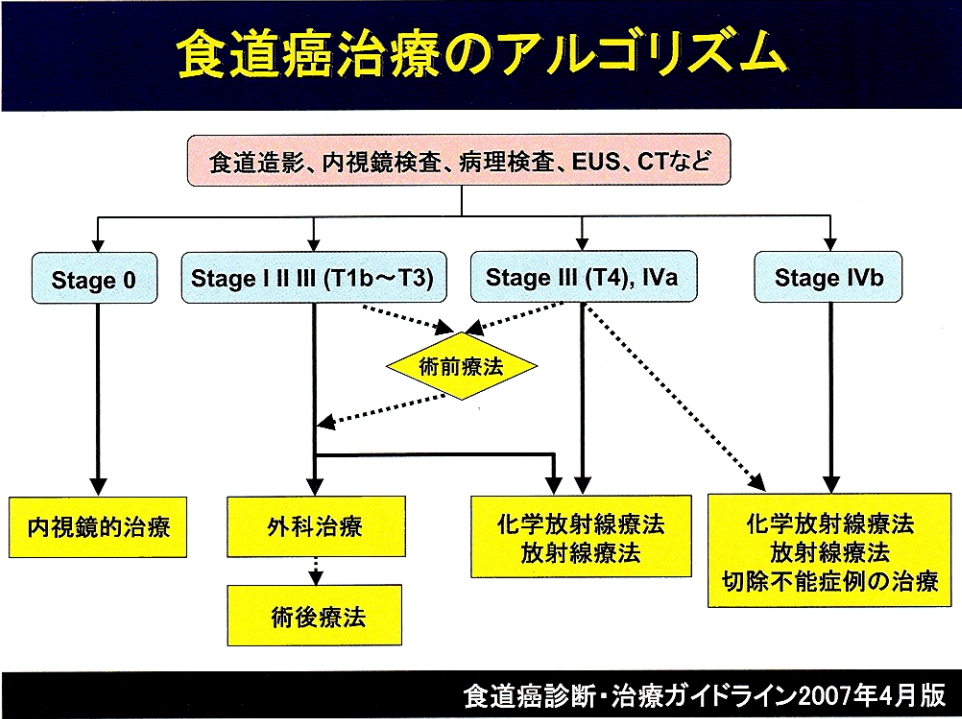 食道癌治療のアルゴリズム
食道造影、内視鏡検査、病理検査、EUS、CTなど
Stage 0
Stage I II III (T1b～T3)
Stage III (T4), IVa
Stage IVb
術前療法
内視鏡的治療
外科治療
化学放射線療法
放射線療法
化学放射線療法
放射線療法
切除不能症例の治療
術後療法
食道癌診断・治療ガイドライン2007年4月版